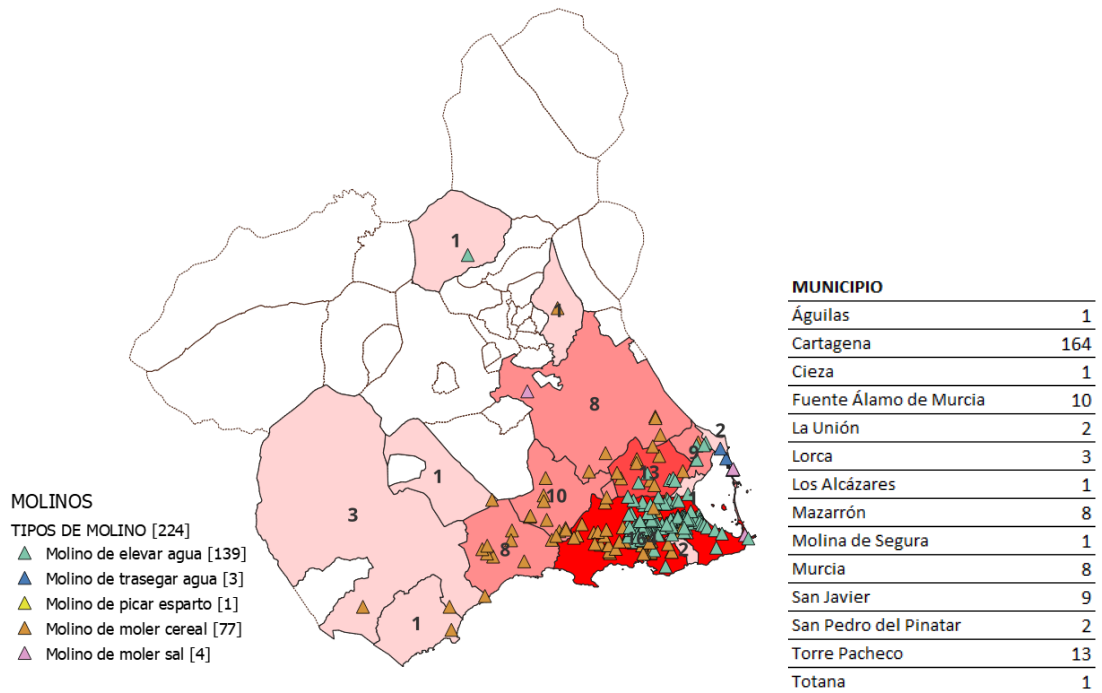 1
1
8
2
9
13
1
10
1
3
8
2
1
MOLINOS
TIPOS DE MOLINO [224]
Molino de elevar agua [139]
Molino de trasegar agua [3]
Molino de picar esparto [1]
Molino de moler cereal [77]
Molino de moler sal [4]
MUNICIPIO
Águilas 1
Cartagena 164
Cieza 1
Fuente Álamo de Murcia 10
La Unión 2
Lorca 3
Los Alcázares 1
Mazarrón 8
Molina de Segura 1
Murcia 8
San Javier 9
San Pedro del Pinatar 2
Torre Pacheco 13
Totana 1